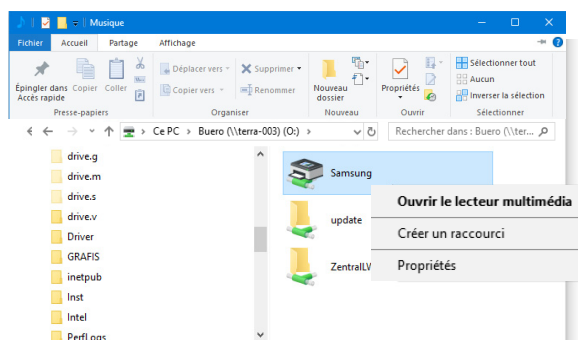 Musique
Fichier Accueil Partage Affichage
Épingler dans Accès rapide
Copier
Coller
Déplacer vers
Copier vers
Supprimer
Renommer
Nouveau dossier
Propriétés
Sélectionner tout
Aucun
Inverser la sélection
Presse-papiers Organiser Nouveau Ouvrir Sélectionner
Ce PC > Buero (\\terra-003) (O:) >
Rechercher dans : Buero (\\ter...
drive.g
drive.m
drive.s
drive.v
Driver
GRAFIS
inetpub
Inst
Intel
PerfLogs
Samsung
update
ZentralLW
Ouvrir le lecteur multimédia
Créer un raccourci
Propriétés